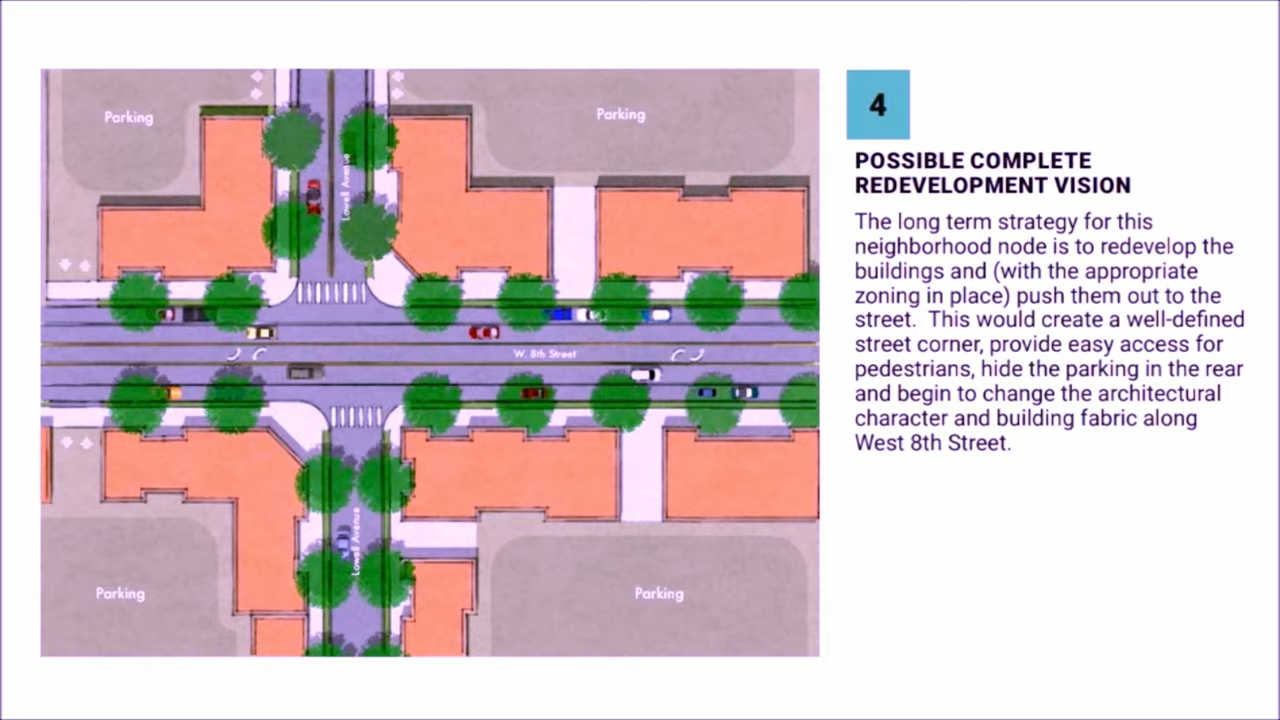 Parking
Parking
Lowell Avenue
W. 8th Street
Lowell Avenue
Parking
Parking
4
POSSIBLE COMPLETE
REDEVELOPMENT VISION
The long term strategy for this
neighborhood node is to redevelop the
buildings and (with the appropriate
zoning in place) push them out to the
street.  This would create a well-defined
street corner, provide easy access for
pedestrians, hide the parking in the rear
and begin to change the architectural
character and building fabric along
West 8th Street.